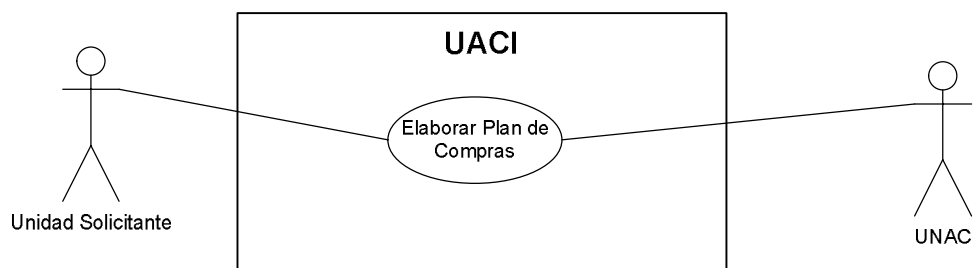 UACI
Elaborar Plan de
Compras
Unidad Solicitante
UNAC